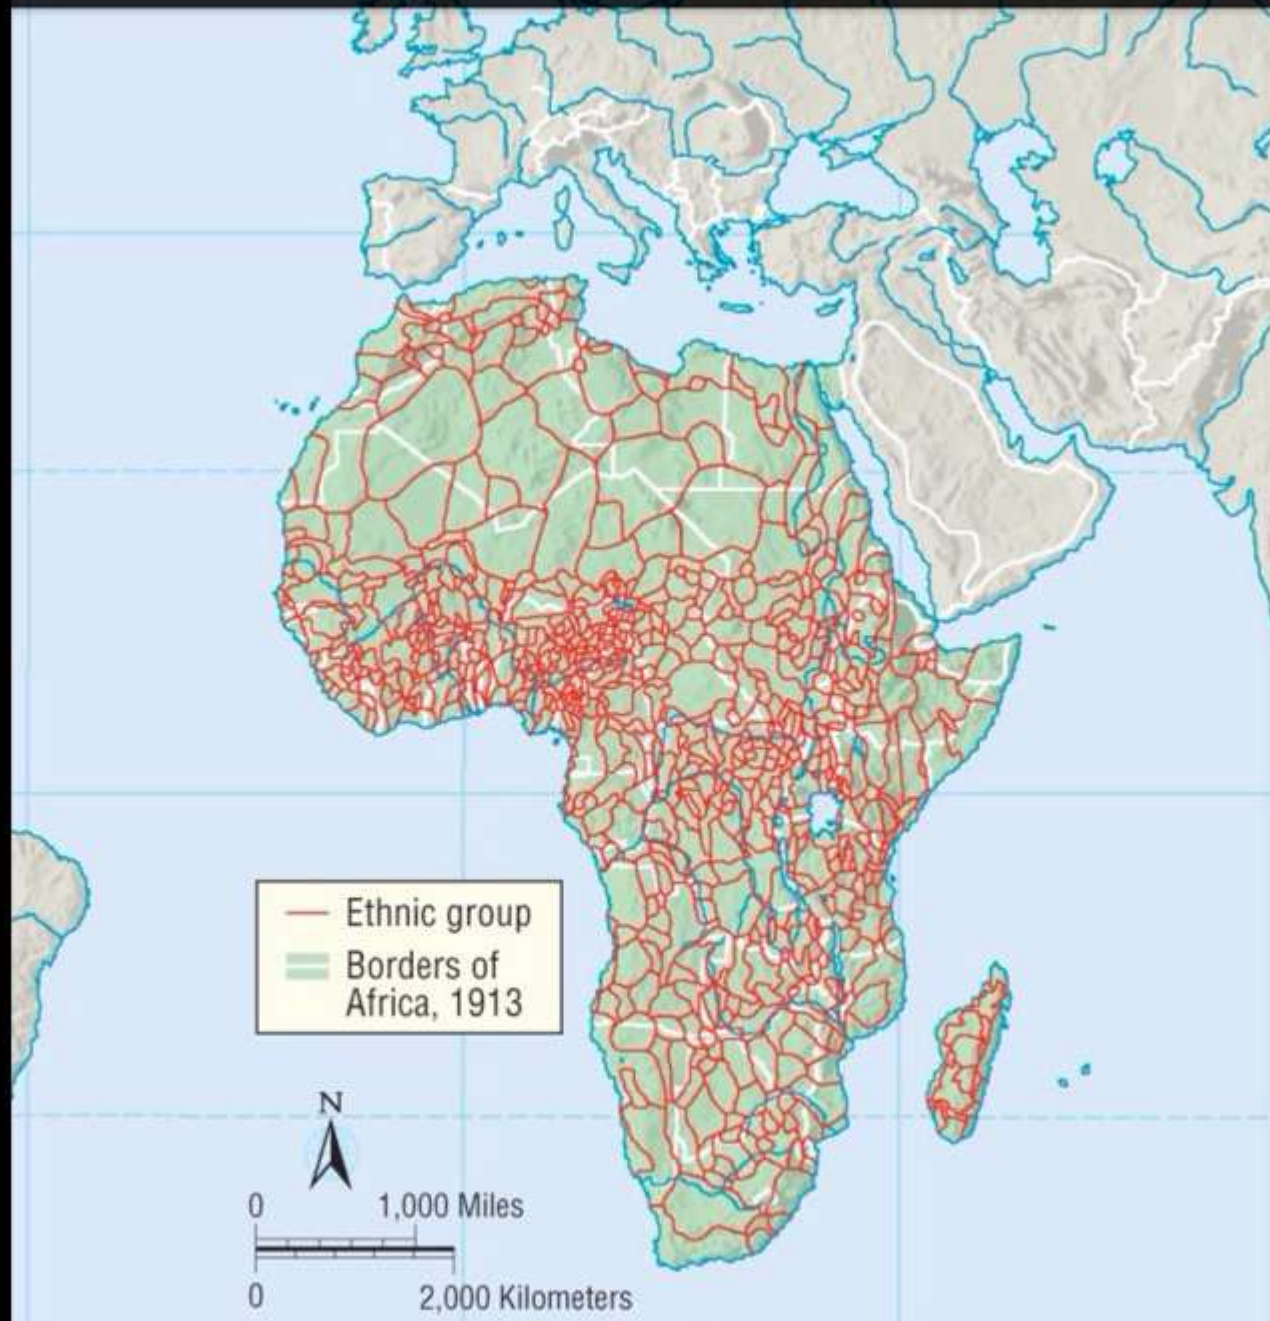 Ethnic group
Borders of
Africa, 1913
N
0 1,000 Miles
0 2,000 Kilometers